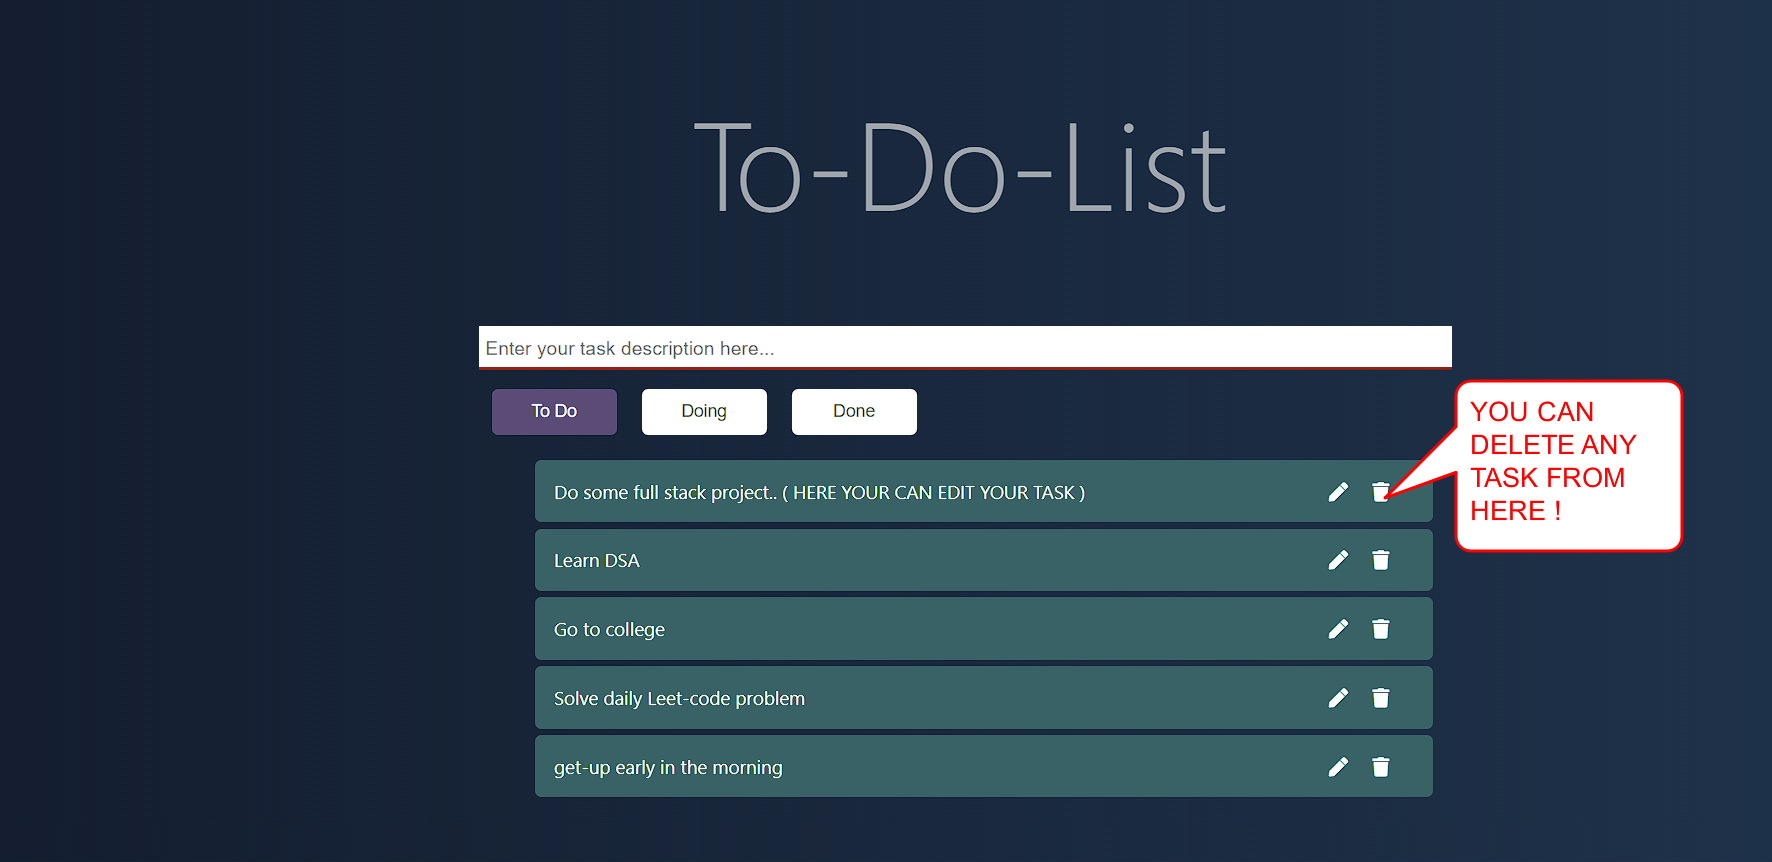 To-Do-List
Enter your task description here...
To Do
Doing
Done
YOU CAN
DELETE ANY
TASK FROM
HERE !
Do some full stack project.. ( HERE YOUR CAN EDIT YOUR TASK )
Learn DSA
Go to college
Solve daily Leet-code problem
get-up early in the morning